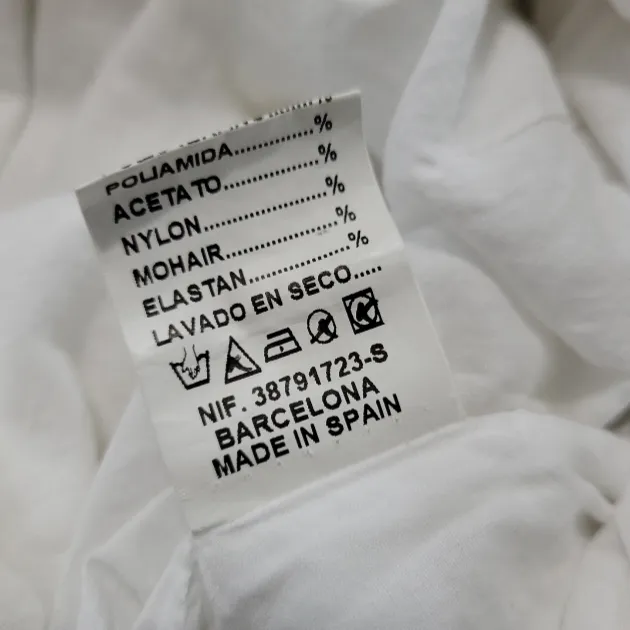 POLIAMIDA..............%
ACETATO.................%
NYLON......................%
MOHAIR....................%
ELASTAN..................%
LAVADO EN SECO.....
NIF. 38791723-S
BARCELONA
MADE IN SPAIN